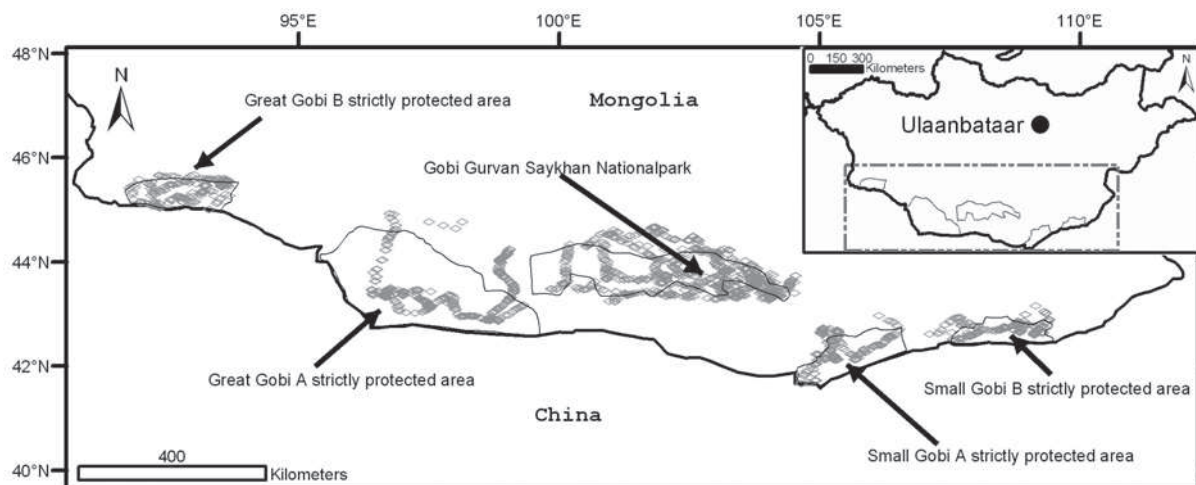 95°E 100°E 105°E 110°E
48°N
46°N
44°N
42°N
40°N
N
Great Gobi B strictly protected area
Mongolia
Gobi Gurvan Saykhan Nationalpark
Great Gobi A strictly protected area
China
Small Gobi B strictly protected area
Small Gobi A strictly protected area
400
Kilometers
0 150 300
Kilometers
N
Ulaanbataar